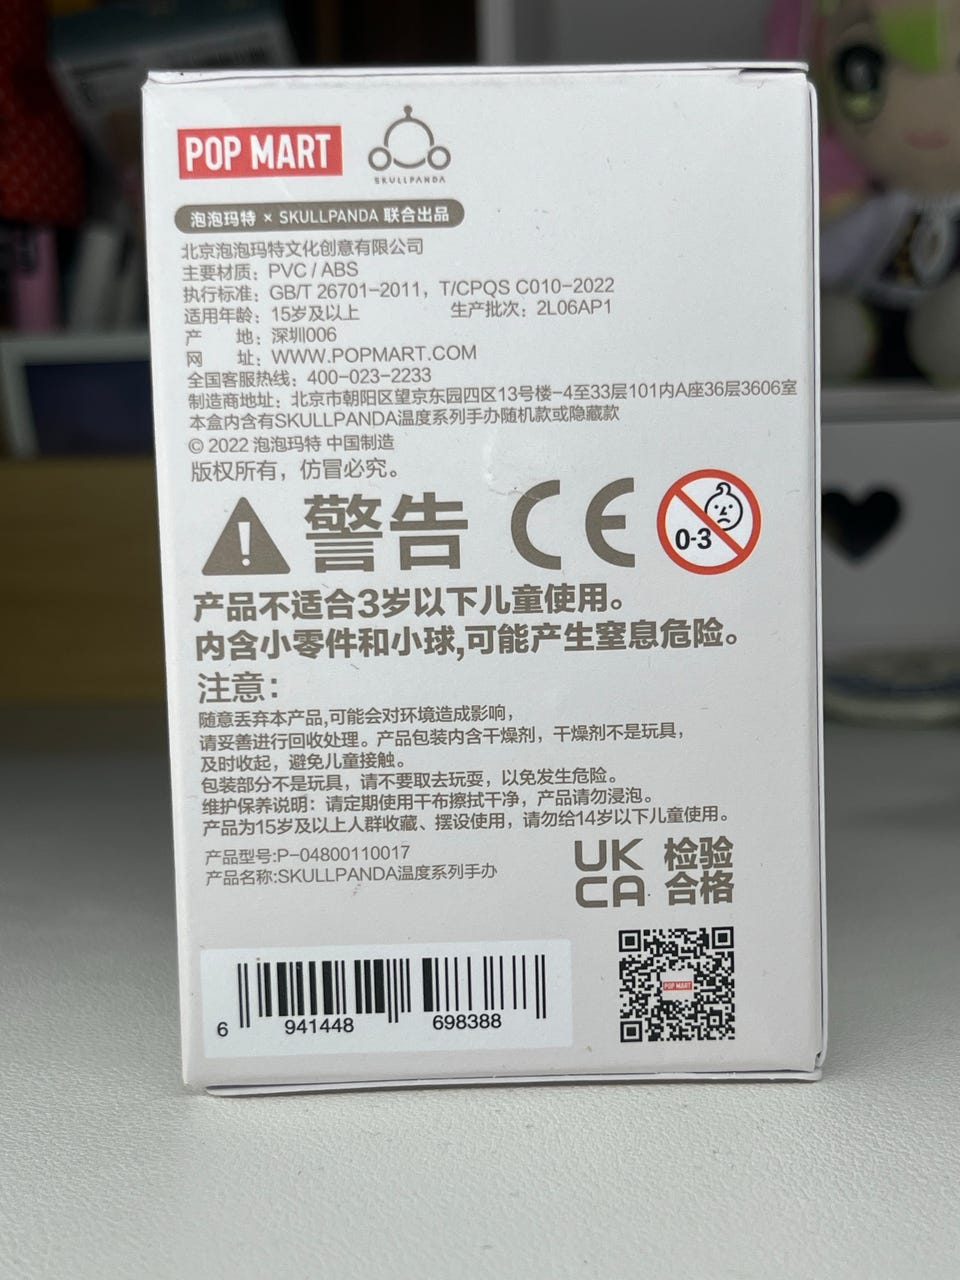 POP MART
SKULLPANDA
泡泡玛特 × SKULLPANDA 联合出品
北京泡泡玛特文化创意有限公司
主要材质：PVC / ABS
执行标准：GB/T 26701-2011，T/CPQS C010-2022
适用年龄：15岁及以上 生产批次：2L06AP1
产 地：深圳006
网 址：WWW.POPMART.COM
全国客服热线：400-023-2233
制造商地址：北京市朝阳区望京东园四区13号楼-4至33层101内A座36层3606室
本盒内含有SKULLPANDA温度系列手办随机款或隐藏款
© 2022 泡泡玛特 中国制造
版权所有，仿冒必究。
警告 CE 0-3
产品不适合3岁以下儿童使用。
内含小零件和小球,可能产生窒息危险。
注意：
随意丢弃本产品,可能会对环境造成影响，
请妥善进行回收处理。产品包装内含干燥剂，干燥剂不是玩具，
及时收起，避免儿童接触。
包装部分不是玩具，请不要取去玩耍，以免发生危险。
维护保养说明：请定期使用干布擦拭干净，产品请勿浸泡。
产品为15岁及以上人群收藏、摆设使用，请勿给14岁以下儿童使用。
产品型号:P-04800110017
产品名称:SKULLPANDA温度系列手办
UK CA
检验合格
6 941448 698388
POP MART